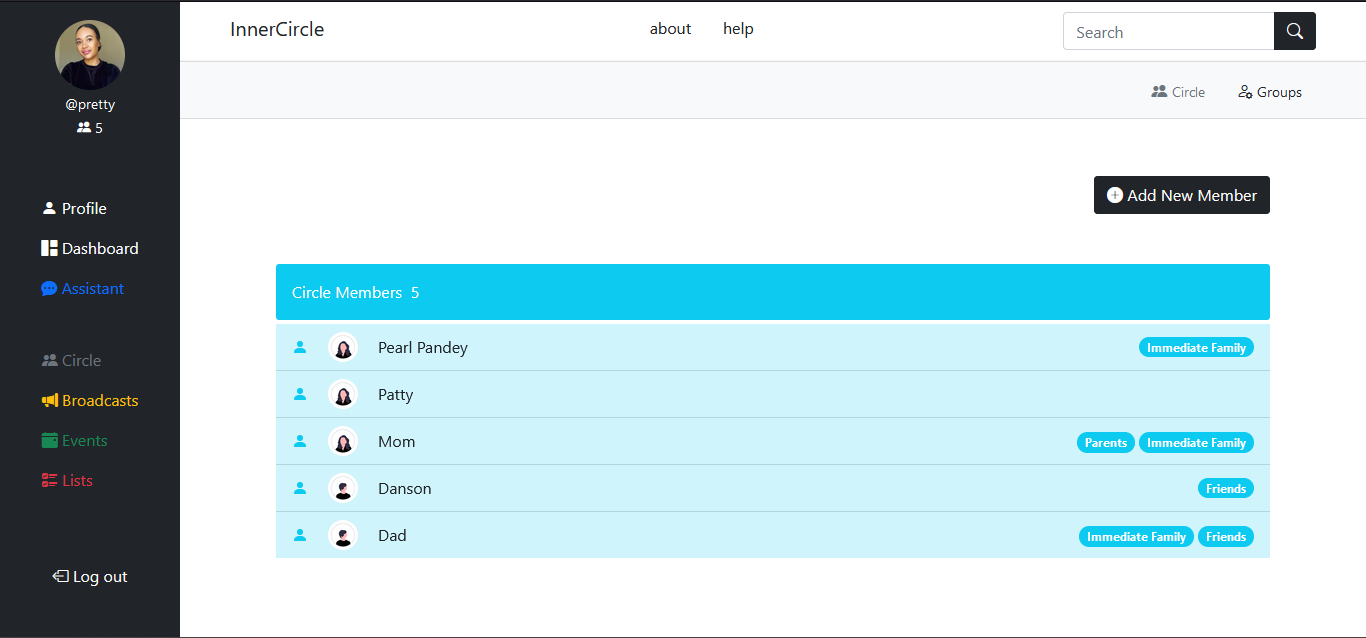 @pretty
5
Profile
Dashboard
Assistant
Circle
Broadcasts
Events
Lists
Log out
InnerCircle about help Search
Circle Groups
Add New Member
Circle Members 5
Pearl Pandey Immediate Family
Patty
Mom Parents Immediate Family
Danson Friends
Dad Immediate Family Friends